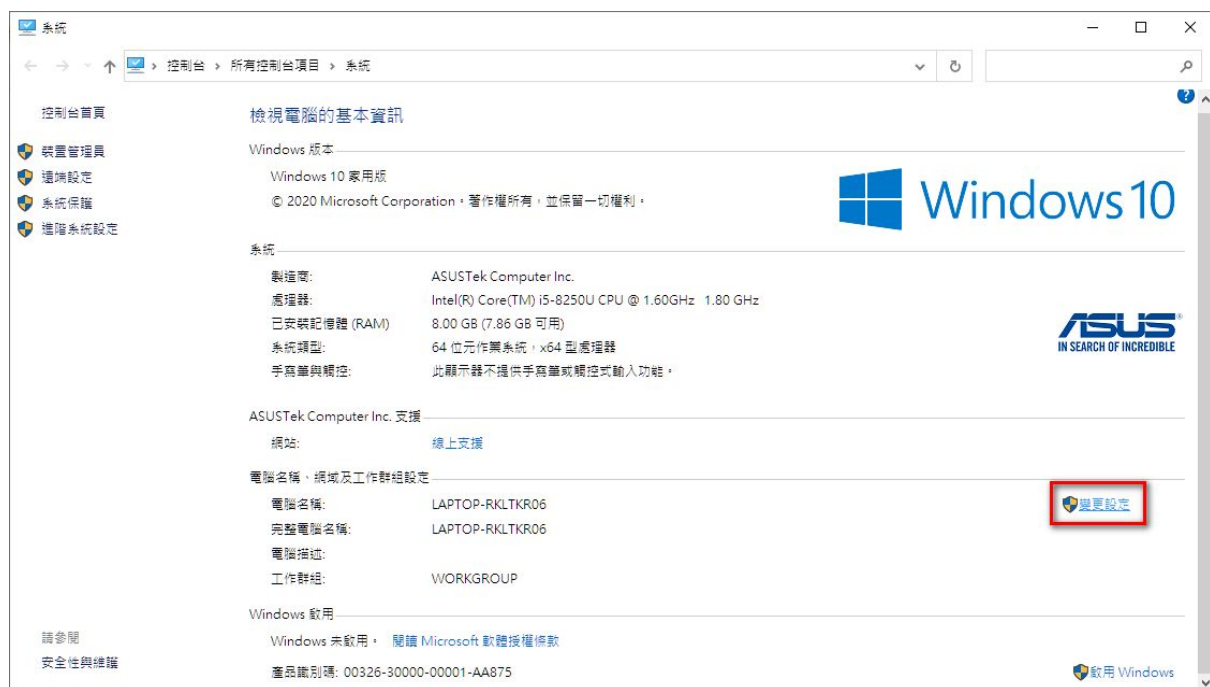 系統
控制台 › 所有控制台項目 › 系統
控制台首頁
裝置管理員
遠端設定
系統保護
進階系統設定
檢視電腦的基本資訊
Windows 版本
Windows 10 家用版
© 2020 Microsoft Corporation。著作權所有，並保留一切權利。
Windows 10
系統
製造商: ASUSTek Computer Inc.
處理器: Intel(R) Core(TM) i5-8250U CPU @ 1.60GHz 1.80 GHz
已安裝記憶體 (RAM) 8.00 GB (7.86 GB 可用)
系統類型: 64 位元作業系統，x64 型處理器
手寫筆與觸控: 此顯示器不提供手寫筆或觸控式輸入功能。
ASUS
IN SEARCH OF INCREDIBLE
ASUSTek Computer Inc. 支援
網站: 線上支援
電腦名稱、網域及工作群組設定
電腦名稱: LAPTOP-RKLTKR06 變更設定
完整電腦名稱: LAPTOP-RKLTKR06
電腦描述:
工作群組: WORKGROUP
Windows 啟用
Windows 未啟用。 閱讀 Microsoft 軟體授權條款
產品識別碼: 00326-30000-00001-AA875 啟用 Windows
請參閱
安全性與維護